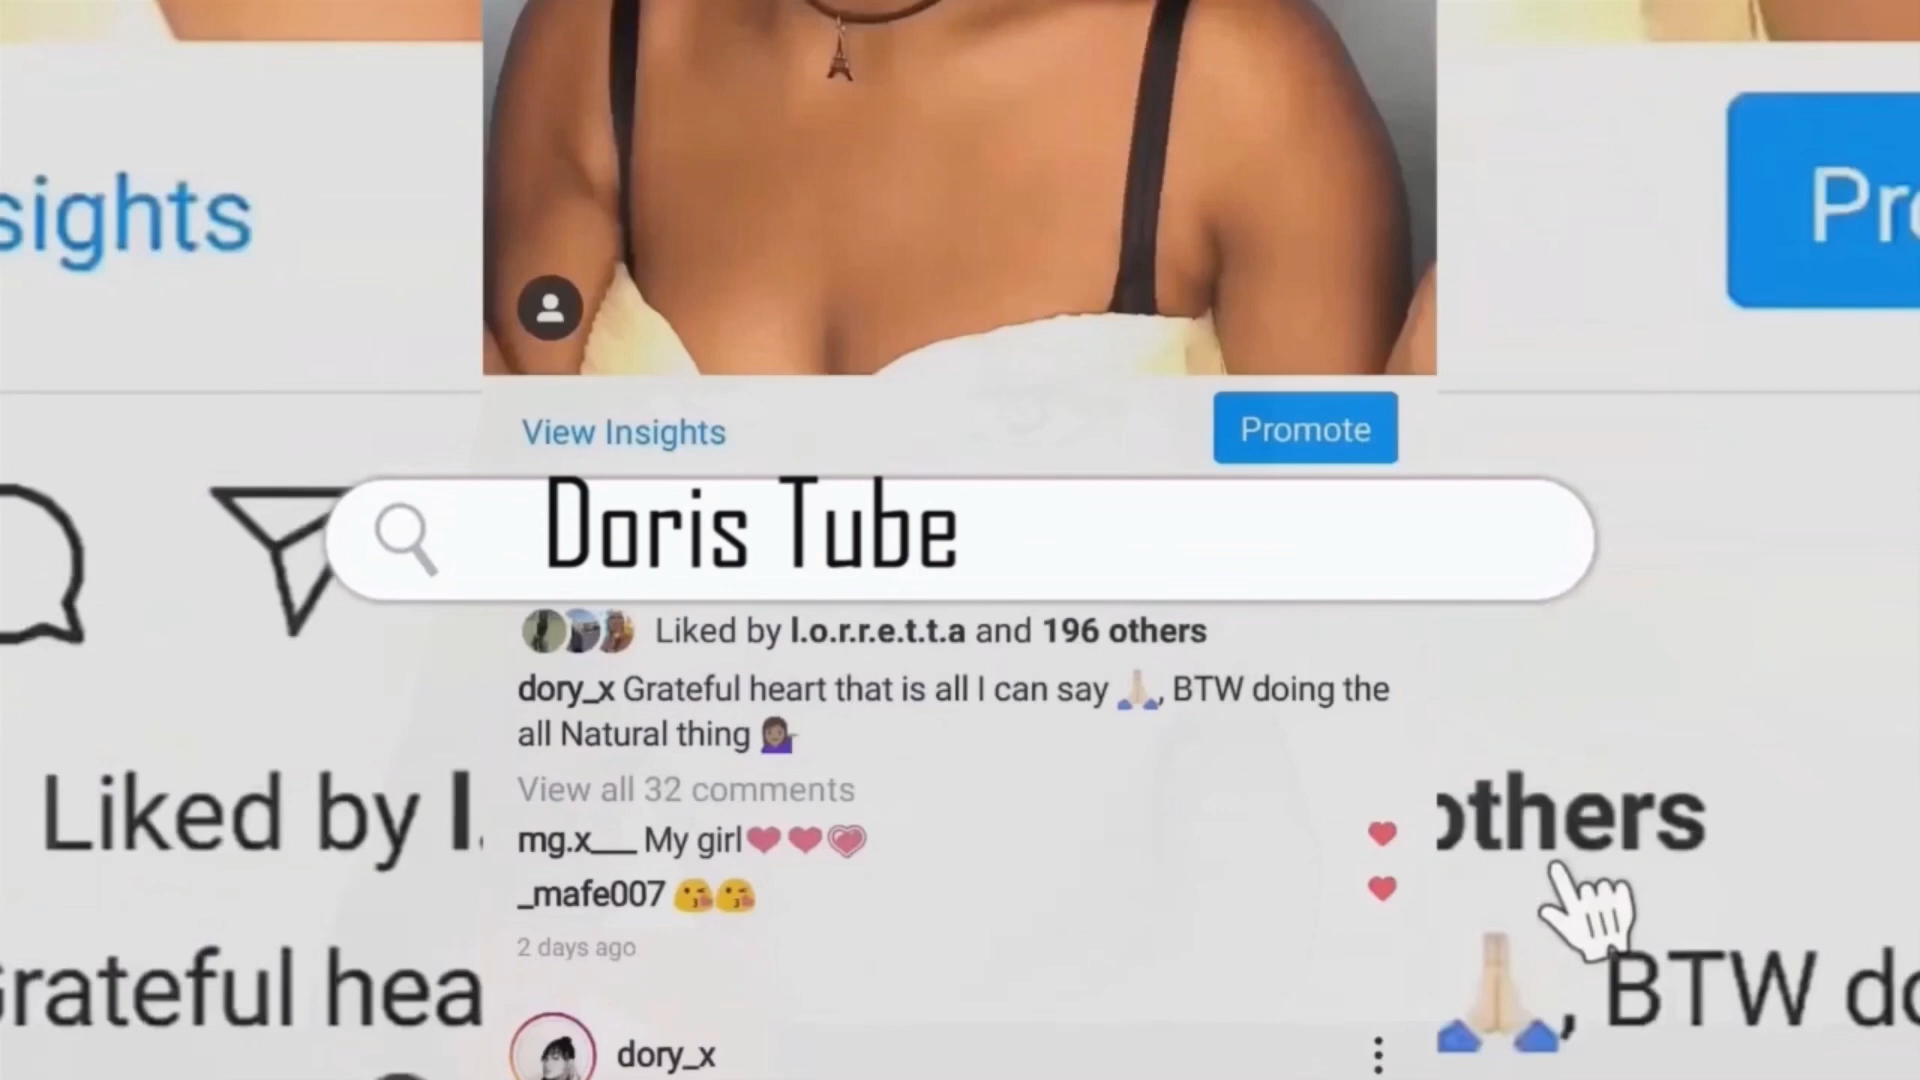 sights
Pr
View Insights
Promote
Doris Tube
Liked by l.o.r.r.e.t.t.a and 196 others
dory_x Grateful heart that is all I can say 🙏🏻, BTW doing the
all Natural thing 💁🏽‍♀️
View all 32 comments
mg.x___ My girl❤️❤️💗
_mafe007 😘😘
2 days ago
dory_x
Liked by l.
others
rateful hea
, BTW do